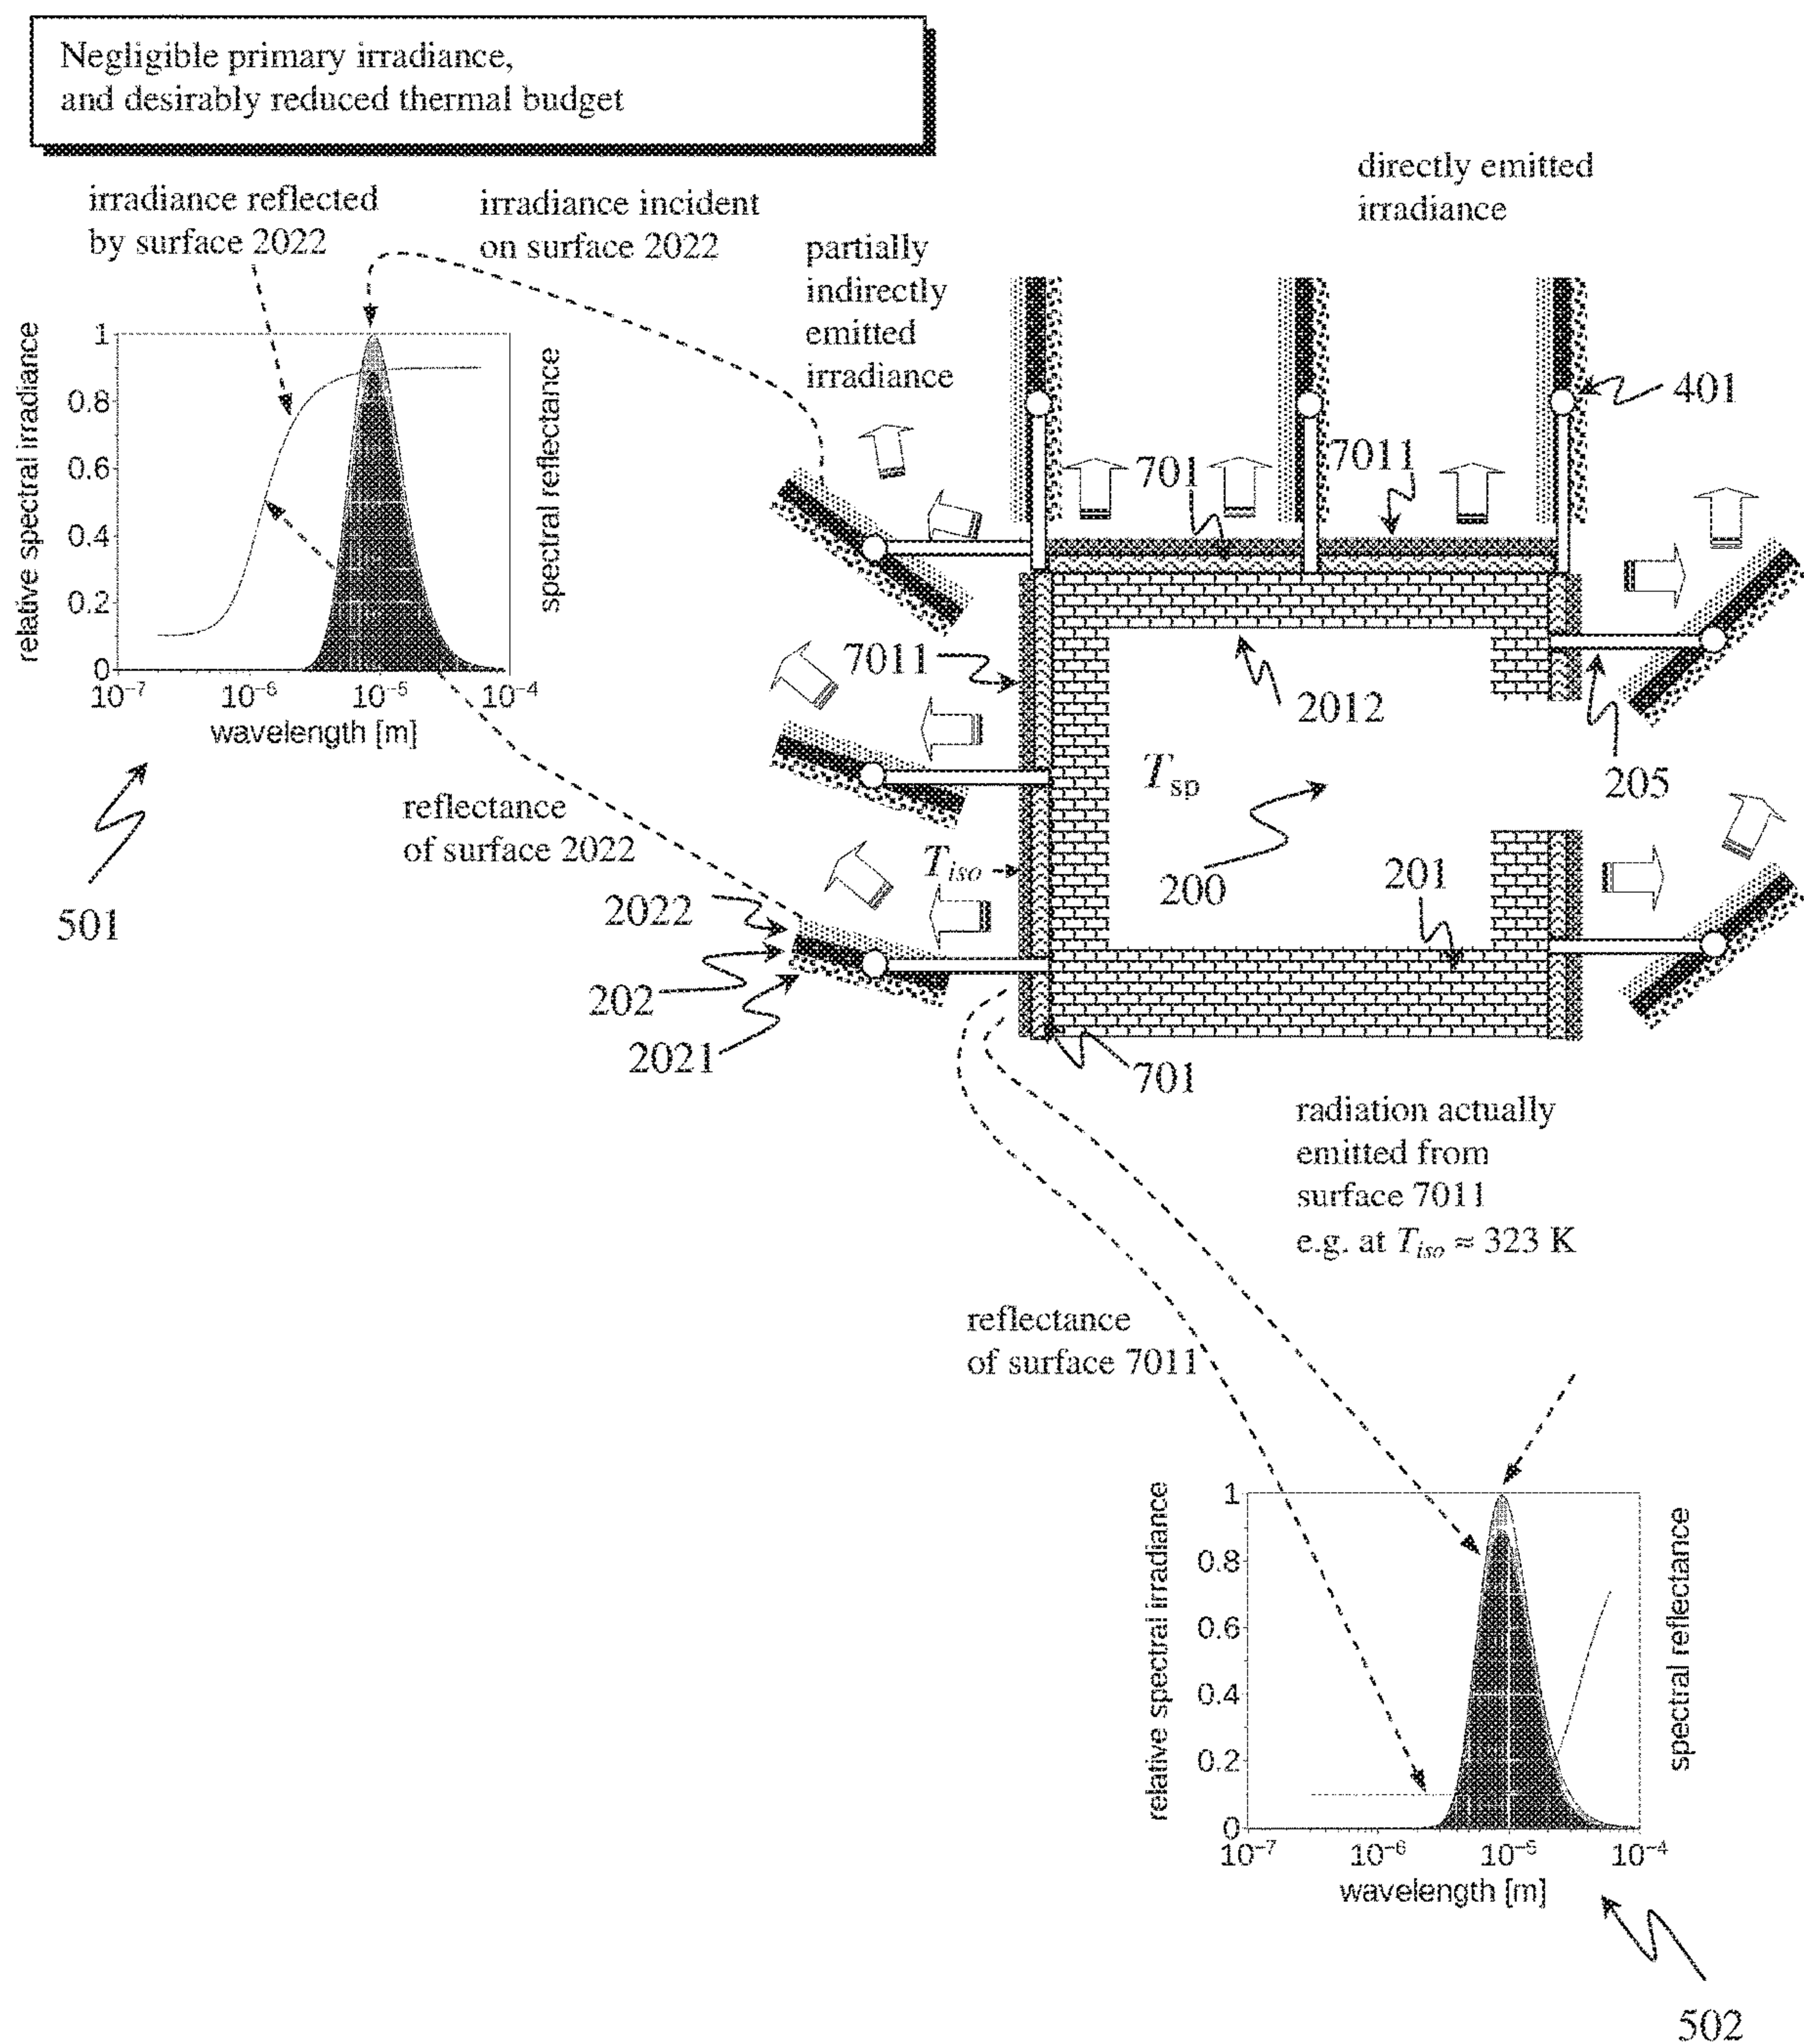 Negligible primary irradiance,
and desirably reduced thermal budget
directly emitted
irradiance
irradiance reflected
by surface 2022
irradiance incident
on surface 2022
partially
indirectly
emitted
irradiance
relative spectral irradiance
1
0.8
0.6
0.4
0.2
0
10⁻⁷ 10⁻⁶ 10⁻⁵ 10⁻⁴
wavelength [m]
spectral reflectance
501
401
701
7011
7011
2012
205
T_sp
200
201
T_iso
reflectance
of surface 2022
2022
202
2021
701
radiation actually
emitted from
surface 7011
e.g. at T_iso ≈ 323 K
reflectance
of surface 7011
relative spectral irradiance
1
0.8
0.6
0.4
0.2
0
10⁻⁷ 10⁻⁶ 10⁻⁵ 10⁻⁴
wavelength [m]
spectral reflectance
502